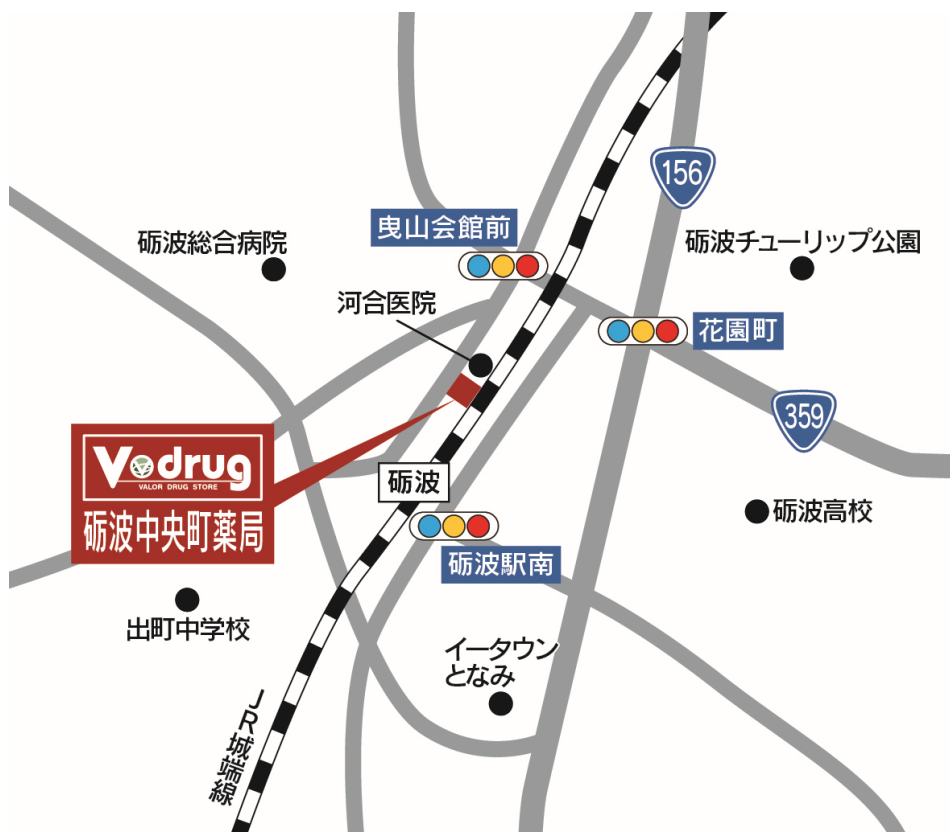 156
曳山会館前
砺波総合病院
砺波チューリップ公園
河合医院
花園町
359
V drug
VALOR DRUG STORE
砺波中央町薬局
砺波
砺波高校
砺波駅南
出町中学校
イータウン
となみ
JR城端線